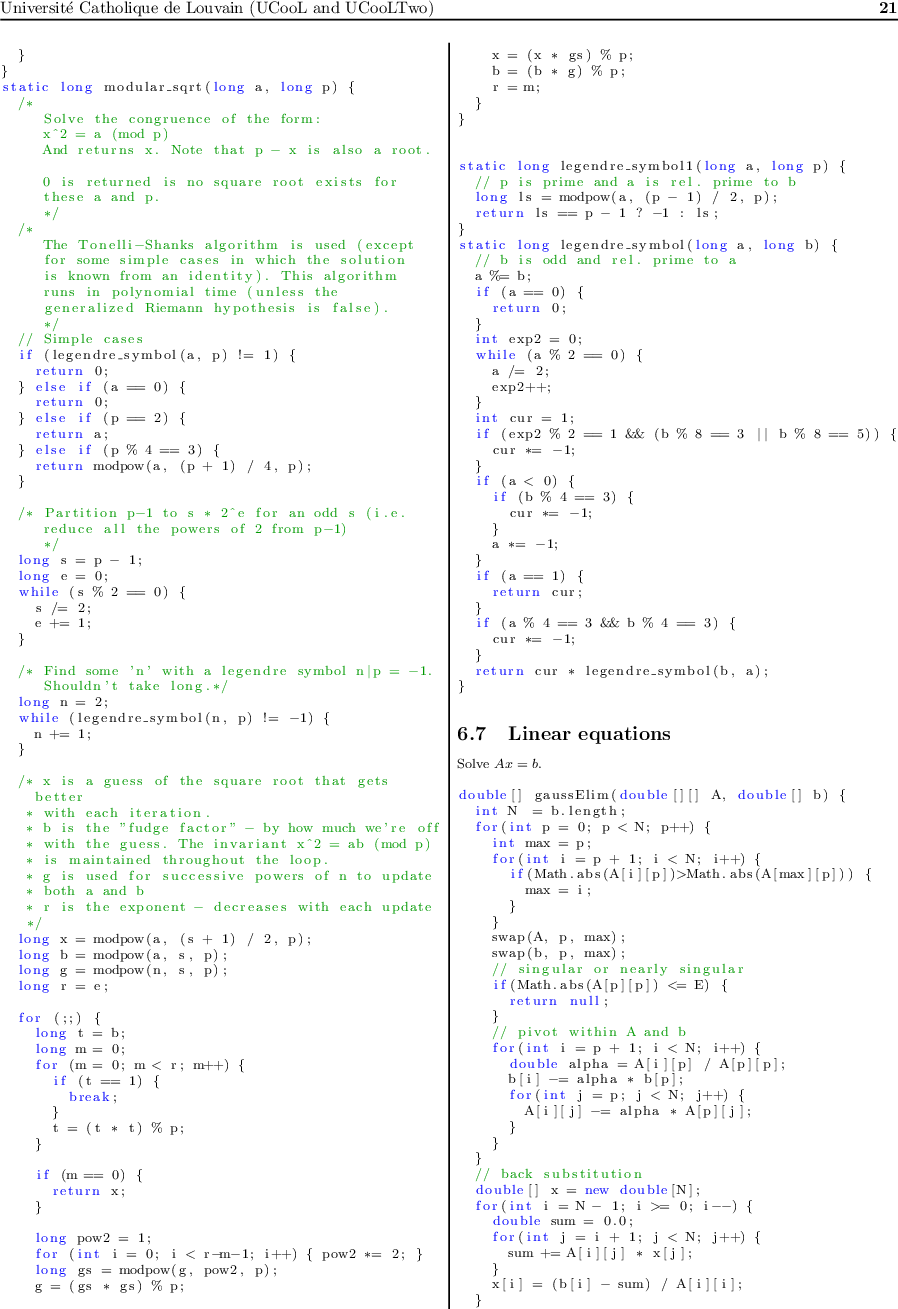 Université Catholique de Louvain (UCooL and UCooLTwo) 21
}
}
static long modular_sqrt(long a, long p) {
/*
Solve the congruence of the form:
x^2 = a (mod p)
And returns x. Note that p − x is also a root.
0 is returned is no square root exists for
these a and p.
*/
/*
The Tonelli−Shanks algorithm is used (except
for some simple cases in which the solution
is known from an identity). This algorithm
runs in polynomial time (unless the
generalized Riemann hypothesis is false).
*/
// Simple cases
if (legendre_symbol(a, p) != 1) {
return 0;
} else if (a == 0) {
return 0;
} else if (p == 2) {
return a;
} else if (p % 4 == 3) {
return modpow(a, (p + 1) / 4, p);
}
/* Partition p−1 to s * 2^e for an odd s (i.e.
reduce all the powers of 2 from p−1)
*/
long s = p − 1;
long e = 0;
while (s % 2 == 0) {
s /= 2;
e += 1;
}
/* Find some 'n' with a legendre symbol n|p = −1.
Shouldn't take long.*/
long n = 2;
while (legendre_symbol(n, p) != −1) {
n += 1;
}
/* x is a guess of the square root that gets
better
* with each iteration.
* b is the "fudge factor" − by how much we're off
* with the guess. The invariant x^2 = ab (mod p)
* is maintained throughout the loop.
* g is used for successive powers of n to update
* both a and b
* r is the exponent − decreases with each update
*/
long x = modpow(a, (s + 1) / 2, p);
long b = modpow(a, s, p);
long g = modpow(n, s, p);
long r = e;
for (;;) {
long t = b;
long m = 0;
for (m = 0; m < r; m++) {
if (t == 1) {
break;
}
t = (t * t) % p;
}
if (m == 0) {
return x;
}
long pow2 = 1;
for (int i = 0; i < r−m−1; i++) { pow2 *= 2; }
long gs = modpow(g, pow2, p);
g = (gs * gs) % p;
x = (x * gs) % p;
b = (b * g) % p;
r = m;
}
}
static long legendre_symbol1(long a, long p) {
// p is prime and a is rel. prime to b
long ls = modpow(a, (p − 1) / 2, p);
return ls == p − 1 ? −1 : ls;
}
static long legendre_symbol(long a, long b) {
// b is odd and rel. prime to a
a %= b;
if (a == 0) {
return 0;
}
int exp2 = 0;
while (a % 2 == 0) {
a /= 2;
exp2++;
}
int cur = 1;
if (exp2 % 2 == 1 && (b % 8 == 3 || b % 8 == 5)) {
cur *= −1;
}
if (a < 0) {
if (b % 4 == 3) {
cur *= −1;
}
a *= −1;
}
if (a == 1) {
return cur;
}
if (a % 4 == 3 && b % 4 == 3) {
cur *= −1;
}
return cur * legendre_symbol(b, a);
}
6.7 Linear equations
Solve Ax = b.
double[] gaussElim(double[][] A, double[] b) {
int N = b.length;
for(int p = 0; p < N; p++) {
int max = p;
for(int i = p + 1; i < N; i++) {
if(Math.abs(A[i][p])>Math.abs(A[max][p])) {
max = i;
}
}
swap(A, p, max);
swap(b, p, max);
// singular or nearly singular
if(Math.abs(A[p][p]) <= E) {
return null;
}
// pivot within A and b
for(int i = p + 1; i < N; i++) {
double alpha = A[i][p] / A[p][p];
b[i] −= alpha * b[p];
for(int j = p; j < N; j++) {
A[i][j] −= alpha * A[p][j];
}
}
}
// back substitution
double[] x = new double[N];
for(int i = N − 1; i >= 0; i−−) {
double sum = 0.0;
for(int j = i + 1; j < N; j++) {
sum += A[i][j] * x[j];
}
x[i] = (b[i] − sum) / A[i][i];
}